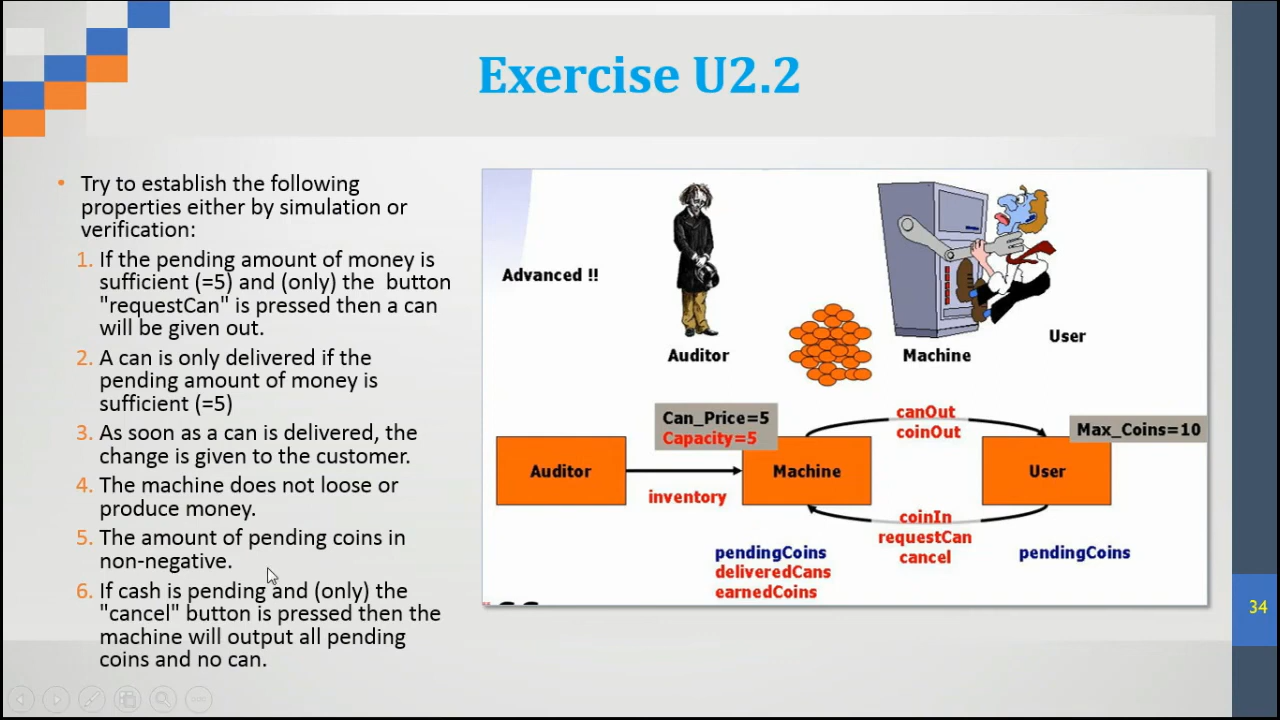 Exercise U2.2
• Try to establish the following
properties either by simulation or
verification:
1. If the pending amount of money is
sufficient (=5) and (only) the button
"requestCan" is pressed then a can
will be given out.
2. A can is only delivered if the
pending amount of money is
sufficient (=5)
3. As soon as a can is delivered, the
change is given to the customer.
4. The machine does not loose or
produce money.
5. The amount of pending coins in
non-negative.
6. If cash is pending and (only) the
"cancel" button is pressed then the
machine will output all pending
coins and no can.
Advanced !!
Auditor
Machine
User
Can_Price=5
Capacity=5
canOut
coinOut
Max_Coins=10
Auditor
Machine
User
inventory
coinIn
requestCan
cancel
pendingCoins
deliveredCans
earnedCoins
pendingCoins
34